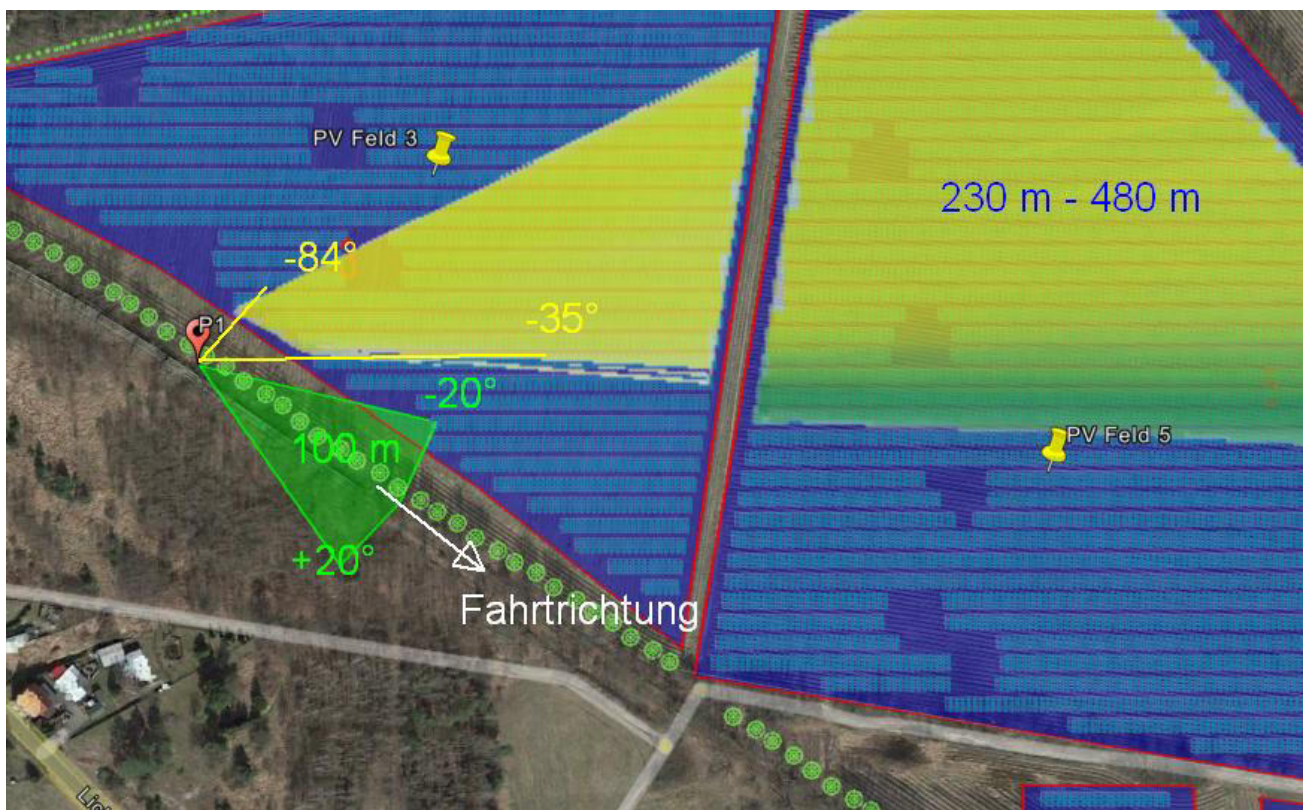 PV Feld 3
230 m - 480 m
-84°
P1
-35°
-20°
100 m
PV Feld 5
+20°
Fahrtrichtung